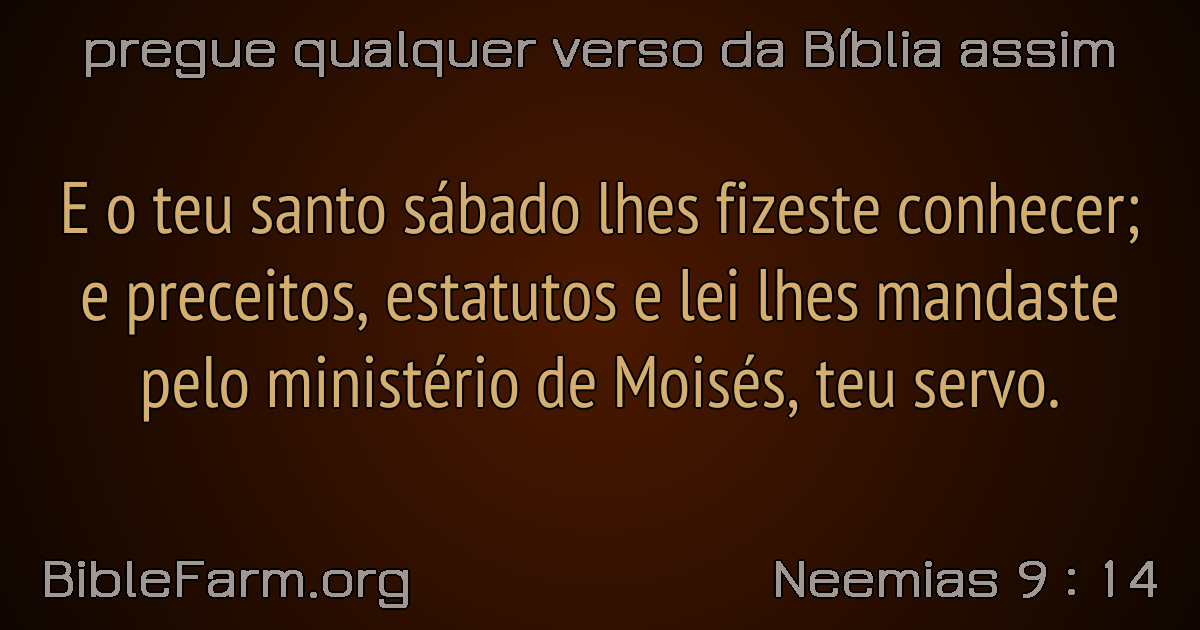 pregue qualquer verso da Bíblia assim
E o teu santo sábado lhes fizeste conhecer;
e preceitos, estatutos e lei lhes mandaste
pelo ministério de Moisés, teu servo.
BibleFarm.org
Neemias 9 : 14